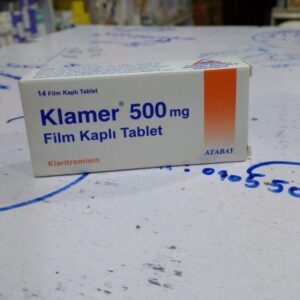 14 Film Kaplı Tablet
Klamer® 500 mg
Film Kaplı Tablet
Klaritromisin
ATABAY